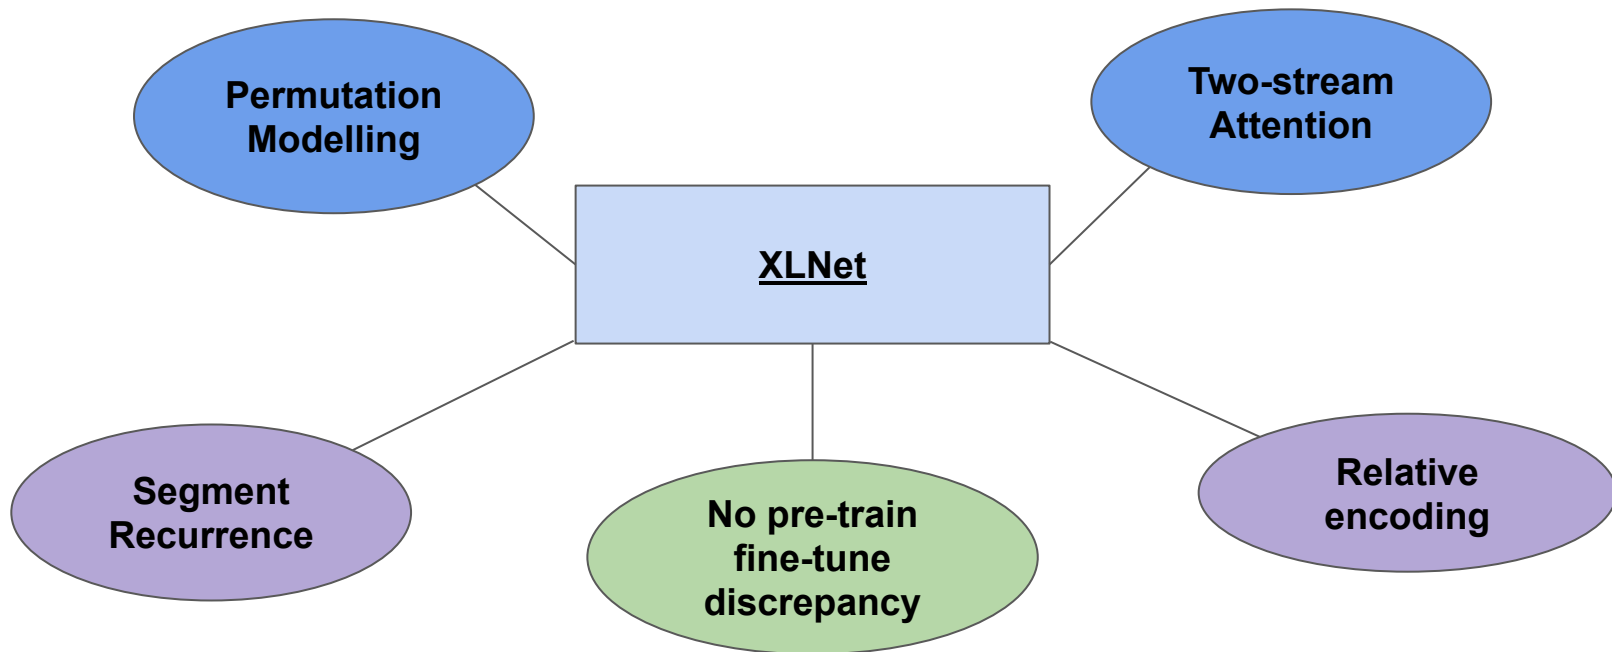 Permutation
Modelling
Two-stream
Attention
XLNet
Segment
Recurrence
No pre-train
fine-tune
discrepancy
Relative
encoding